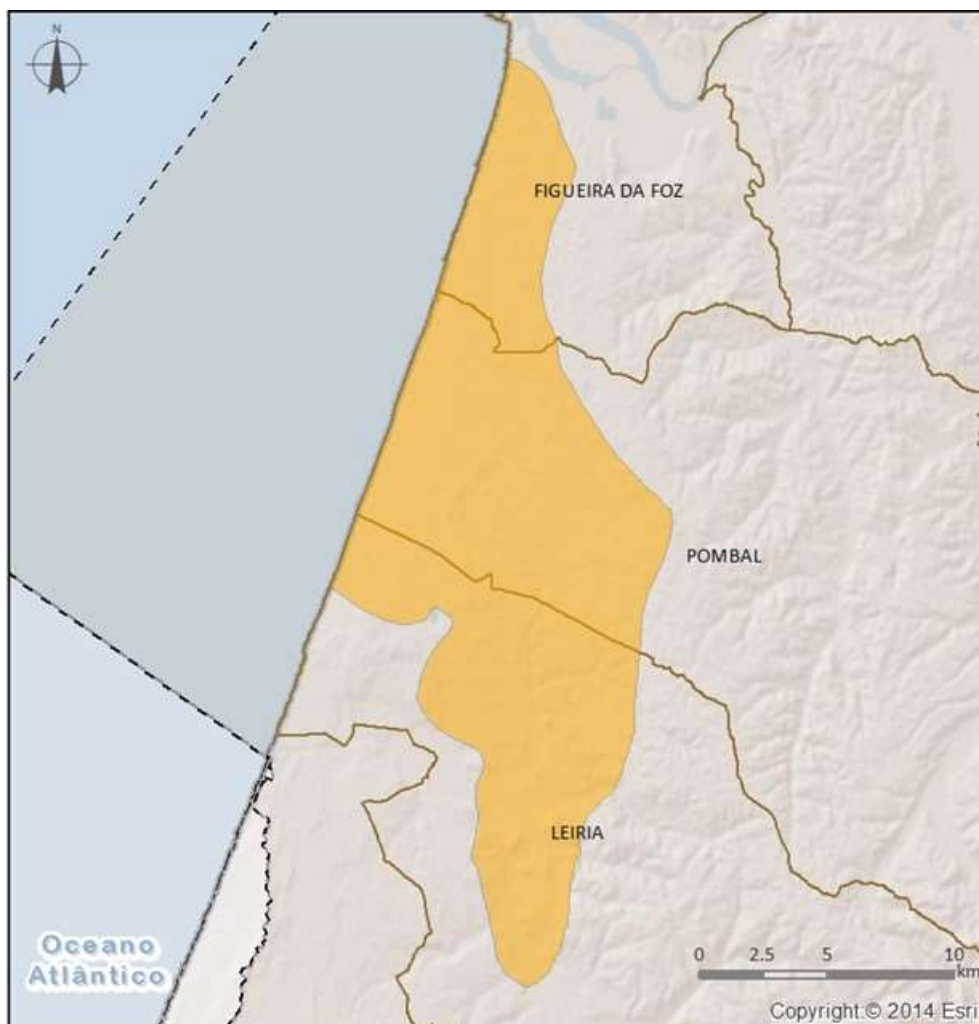 N
FIGUEIRA DA FOZ
POMBAL
LEIRIA
Oceano
Atlântico
0 2.5 5 10
km
Copyright:© 2014 Esri